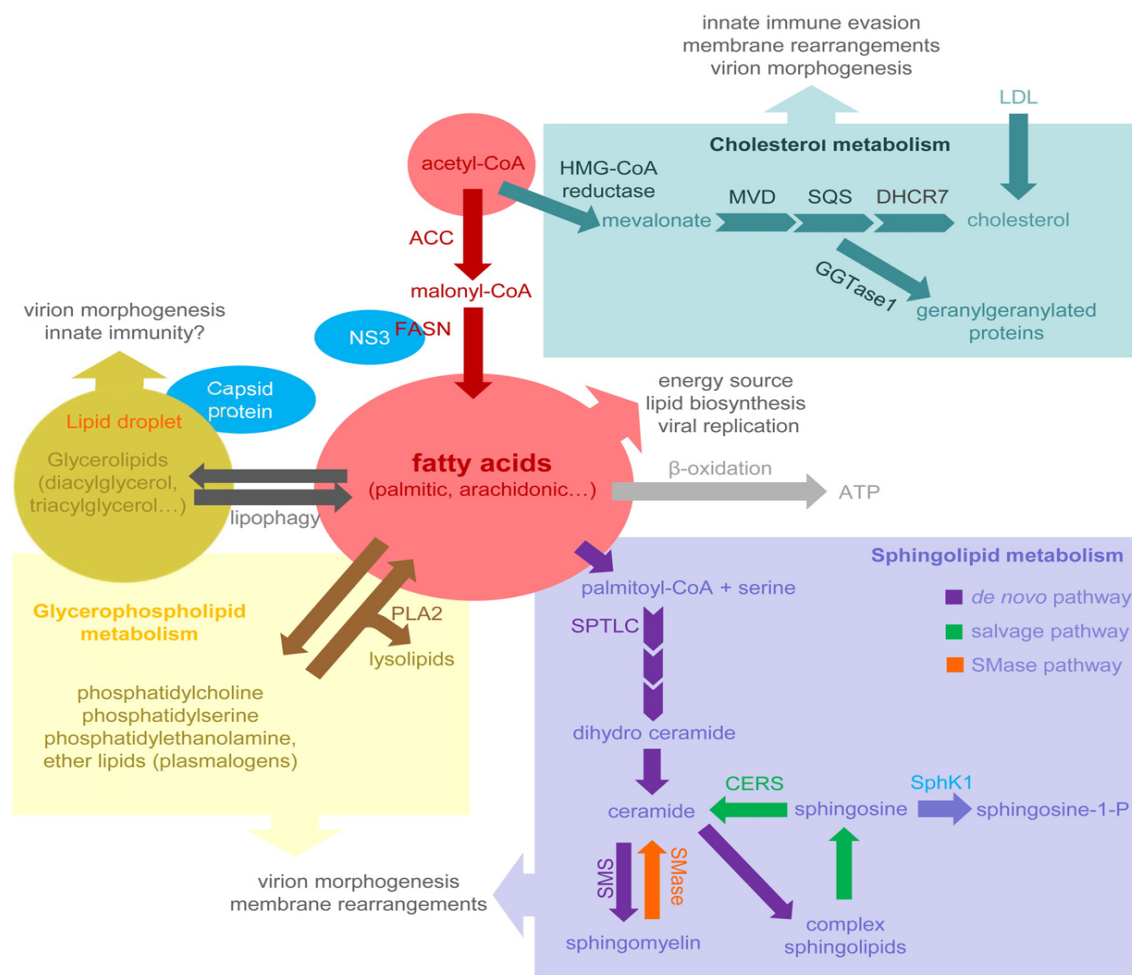 innate immune evasion
membrane rearrangements
virion morphogenesis
LDL
Cholesterol metabolism
acetyl-CoA
HMG-CoA
reductase
MVD
SQS
DHCR7
mevalonate
cholesterol
ACC
GGTase1
malonyl-CoA
geranylgeranylated
proteins
virion morphogenesis
innate immunity?
NS3
FASN
Capsid
protein
energy source
lipid biosynthesis
viral replication
Lipid droplet
Glycerolipids
(diacylglycerol,
triacylglycerol…)
fatty acids
(palmitic, arachidonic…)
β-oxidation
ATP
lipophagy
Sphingolipid metabolism
palmitoyl-CoA + serine
de novo pathway
salvage pathway
SMase pathway
Glycerophospholipid
metabolism
PLA2
lysolipids
SPTLC
phosphatidylcholine
phosphatidylserine
phosphatidylethanolamine,
ether lipids (plasmalogens)
dihydro ceramide
CERS
SphK1
ceramide
sphingosine
sphingosine-1-P
SMS
SMase
virion morphogenesis
membrane rearrangements
sphingomyelin
complex
sphingolipids